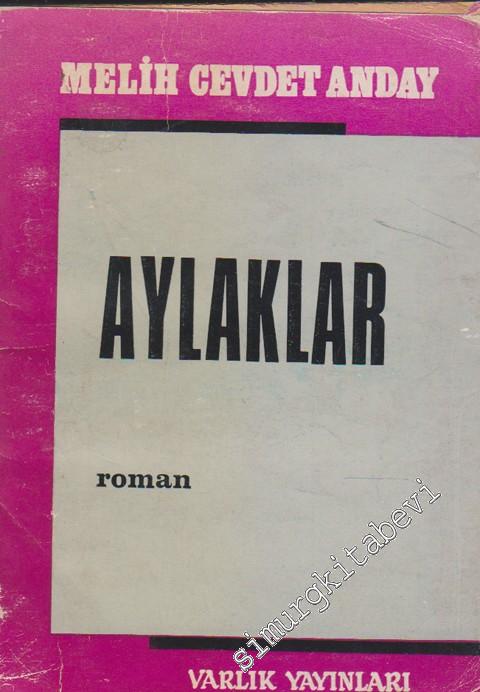 MELİH CEVDET ANDAY
AYLAKLAR
roman
VARLIK YAYINLARI
simurgkitabevi